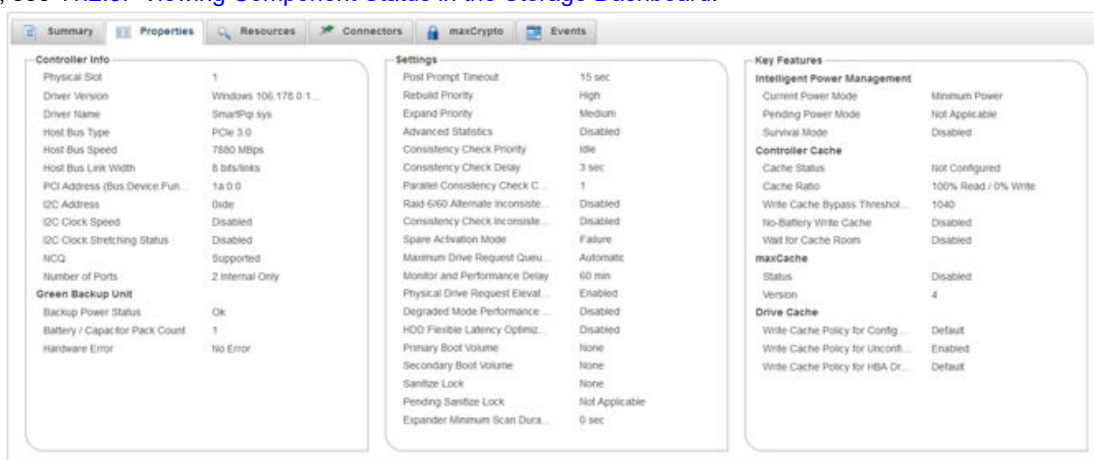 , see 11.2.3. Viewing Component Status in the Storage Dashboard.
Summary Properties Resources Connectors maxCrypto Events
Controller Info
Physical Slot 1
Driver Version Windows 106.178.0.1...
Driver Name SmartPqi.sys
Host Bus Type PCIe 3.0
Host Bus Speed 7880 MBps
Host Bus Link Width 8 bits/links
PCI Address (Bus:Device:Fun... 1a:0:0
I2C Address 0xde
I2C Clock Speed Disabled
I2C Clock Stretching Status Disabled
NCQ Supported
Number of Ports 2 Internal Only
Green Backup Unit
Backup Power Status Ok
Battery / Capacitor Pack Count 1
Hardware Error No Error
Settings
Post Prompt Timeout 15 sec
Rebuild Priority High
Expand Priority Medium
Advanced Statistics Disabled
Consistency Check Priority Idle
Consistency Check Delay 3 sec
Parallel Consistency Check C... 1
Raid 6/60 Alternate Inconsiste... Disabled
Consistency Check Inconsiste... Disabled
Spare Activation Mode Failure
Maximum Drive Request Queu... Automatic
Monitor and Performance Delay 60 min
Physical Drive Request Elevat... Enabled
Degraded Mode Performance ... Disabled
HDD Flexible Latency Optimiz... Disabled
Primary Boot Volume None
Secondary Boot Volume None
Sanitize Lock None
Pending Sanitize Lock Not Applicable
Expander Minimum Scan Dura... 0 sec
Key Features
Intelligent Power Management
Current Power Mode Minimum Power
Pending Power Mode Not Applicable
Survival Mode Disabled
Controller Cache
Cache Status Not Configured
Cache Ratio 100% Read / 0% Write
Write Cache Bypass Threshol... 1040
No-Battery Write Cache Disabled
Wait for Cache Room Disabled
maxCache
Status Disabled
Version 4
Drive Cache
Write Cache Policy for Config... Default
Write Cache Policy for Unconfi... Enabled
Write Cache Policy for HBA Dr... Default